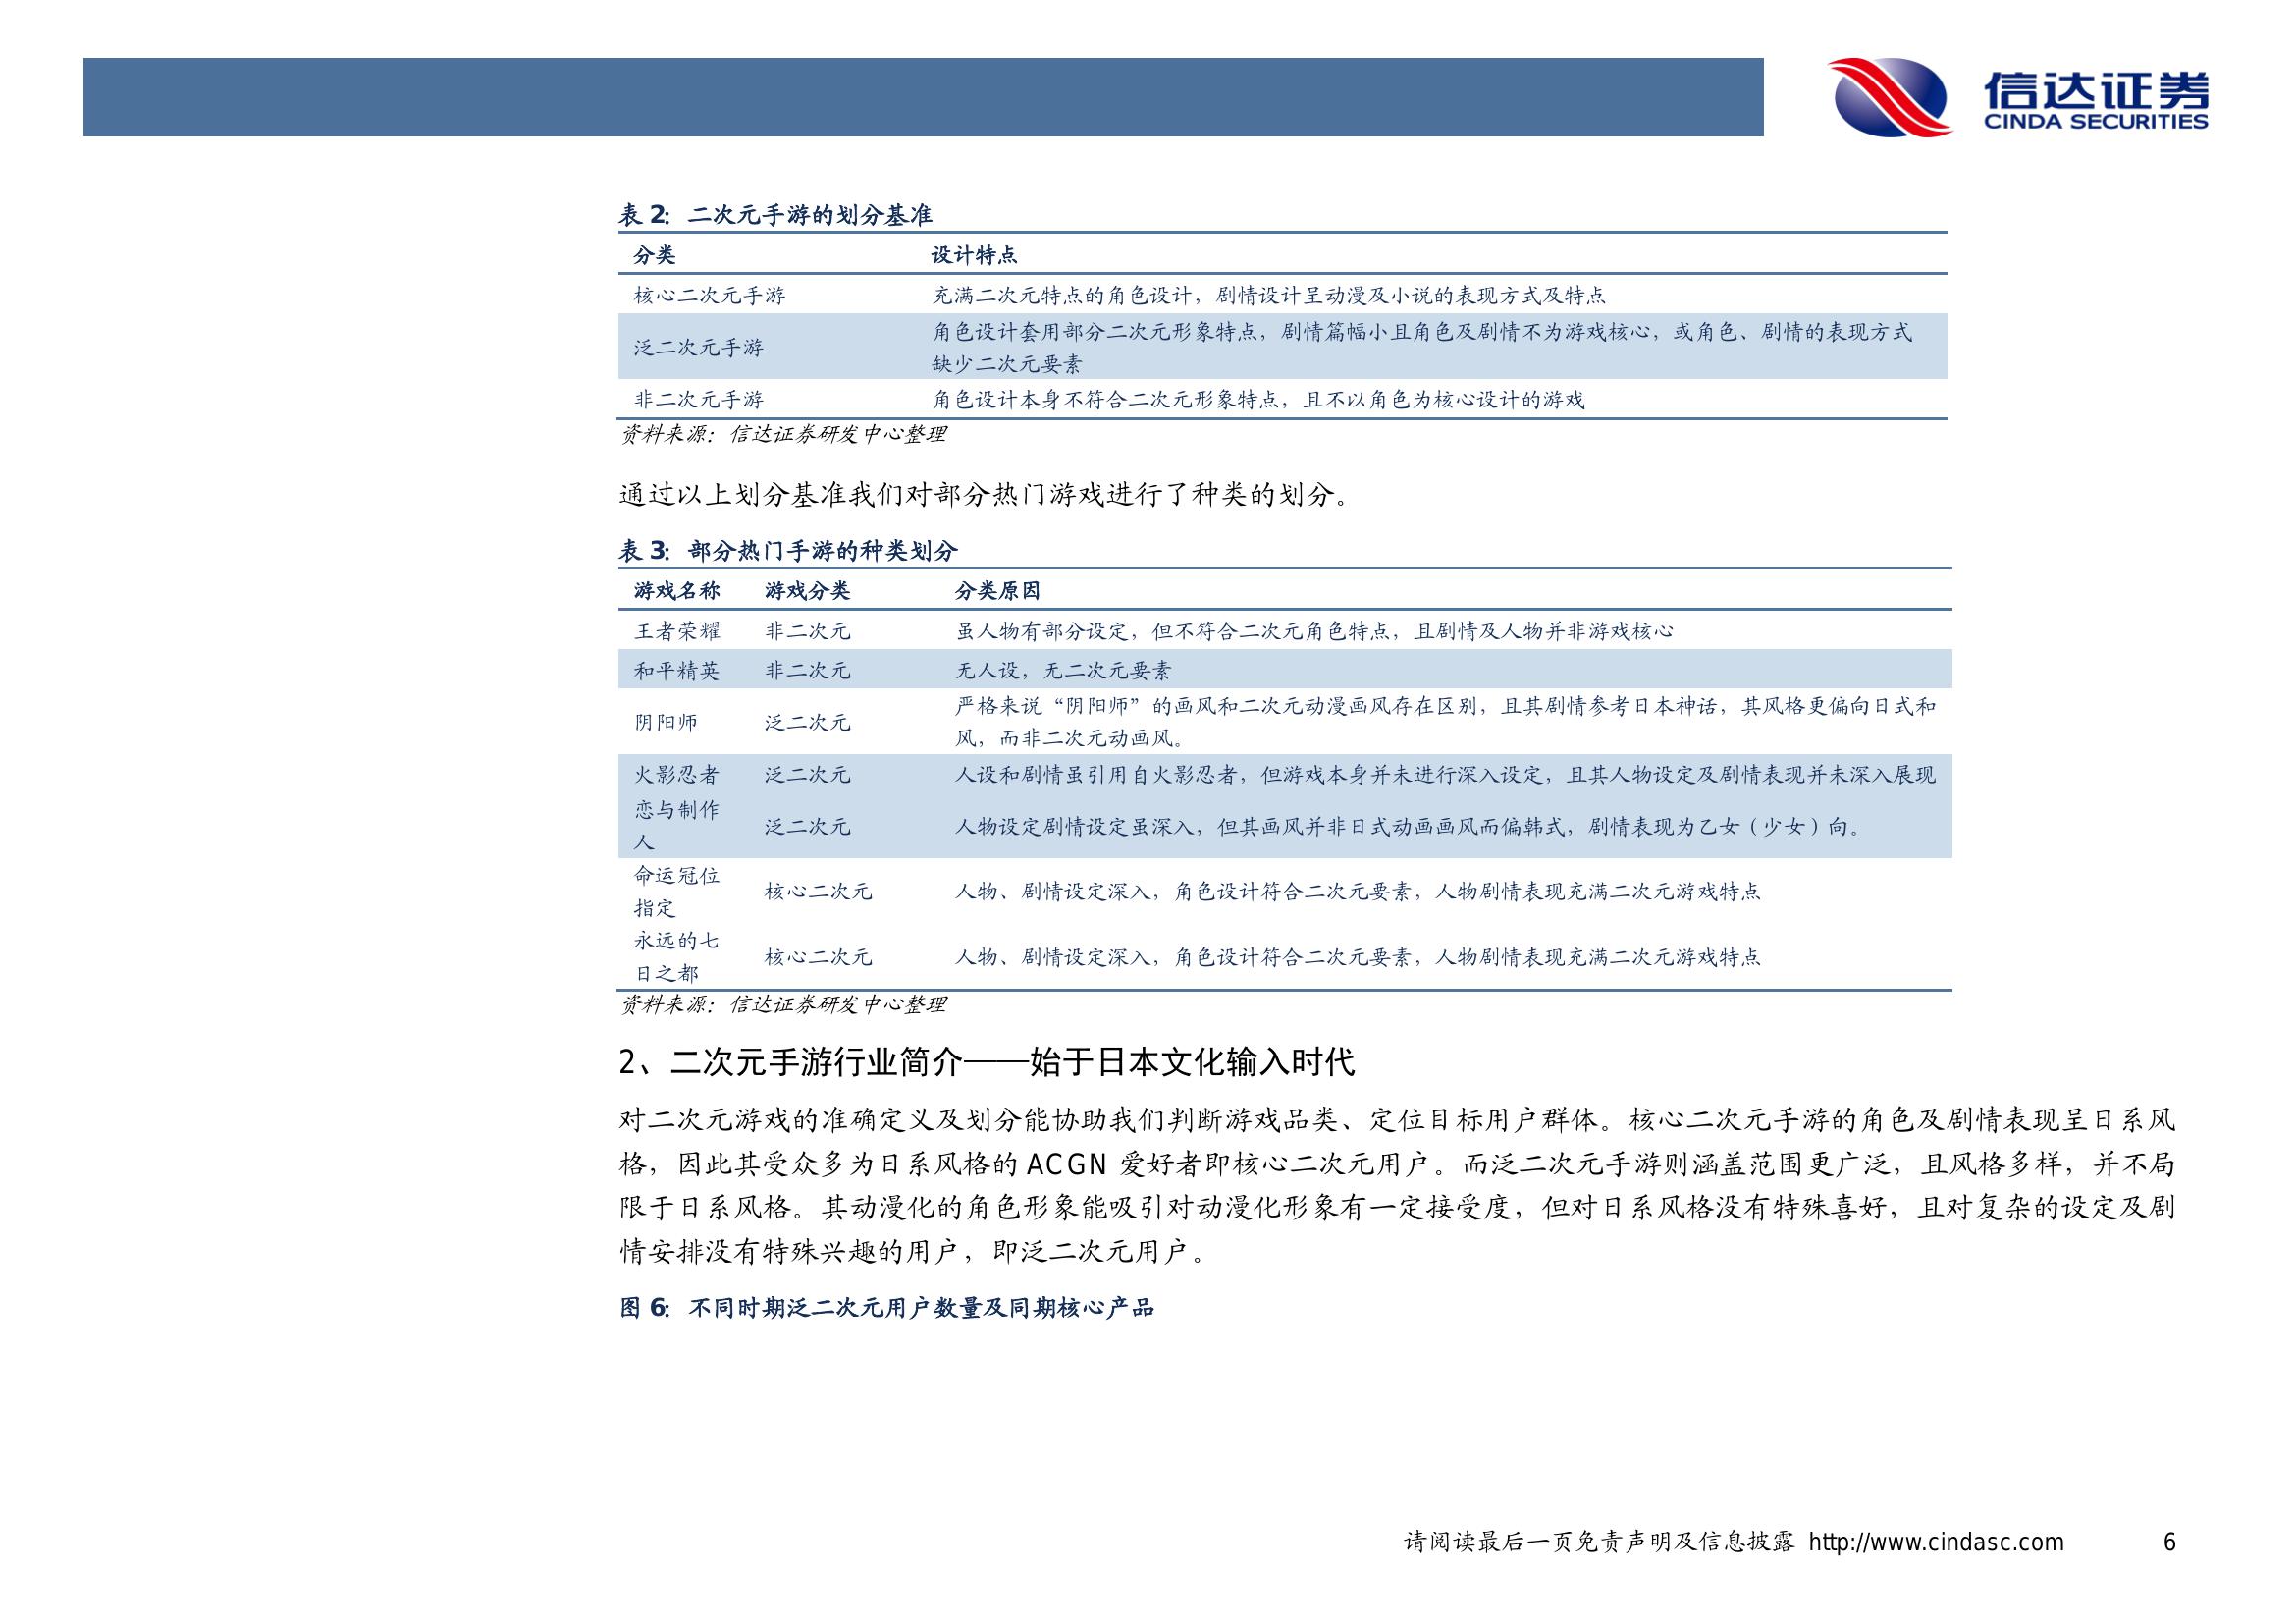 信达证券
CINDA SECURITIES
表 2: 二次元手游的划分基准
分类 设计特点
核心二次元手游 充满二次元特点的角色设计，剧情设计呈动漫及小说的表现方式及特点
泛二次元手游 角色设计套用部分二次元形象特点，剧情篇幅小且角色及剧情不为游戏核心，或角色、剧情的表现方式
缺少二次元要素
非二次元手游 角色设计本身不符合二次元形象特点，且不以角色为核心设计的游戏
资料来源：信达证券研发中心整理
通过以上划分基准我们对部分热门游戏进行了种类的划分。
表 3: 部分热门手游的种类划分
游戏名称 游戏分类 分类原因
王者荣耀 非二次元 虽人物有部分设定，但不符合二次元角色特点，且剧情及人物并非游戏核心
和平精英 非二次元 无人设，无二次元要素
阴阳师 泛二次元 严格来说“阴阳师”的画风和二次元动漫画风存在区别，且其剧情参考日本神话，其风格更偏向日式和
风，而非二次元动画风。
火影忍者 泛二次元 人设和剧情虽引用自火影忍者，但游戏本身并未进行深入设定，且其人物设定及剧情表现并未深入展现
恋与制作
人 泛二次元 人物设定剧情设定虽深入，但其画风并非日式动画画风而偏韩式，剧情表现为乙女（少女）向。
命运冠位
指定 核心二次元 人物、剧情设定深入，角色设计符合二次元要素，人物剧情表现充满二次元游戏特点
永远的七
日之都 核心二次元 人物、剧情设定深入，角色设计符合二次元要素，人物剧情表现充满二次元游戏特点
资料来源：信达证券研发中心整理
2、二次元手游行业简介——始于日本文化输入时代
对二次元游戏的准确定义及划分能协助我们判断游戏品类、定位目标用户群体。核心二次元手游的角色及剧情表现呈日系风
格，因此其受众多为日系风格的 ACGN 爱好者即核心二次元用户。而泛二次元手游则涵盖范围更广泛，且风格多样，并不局
限于日系风格。其动漫化的角色形象能吸引对动漫化形象有一定接受度，但对日系风格没有特殊喜好，且对复杂的设定及剧
情安排没有特殊兴趣的用户，即泛二次元用户。
图 6: 不同时期泛二次元用户数量及同期核心产品
请阅读最后一页免责声明及信息披露 http://www.cindasc.com 6